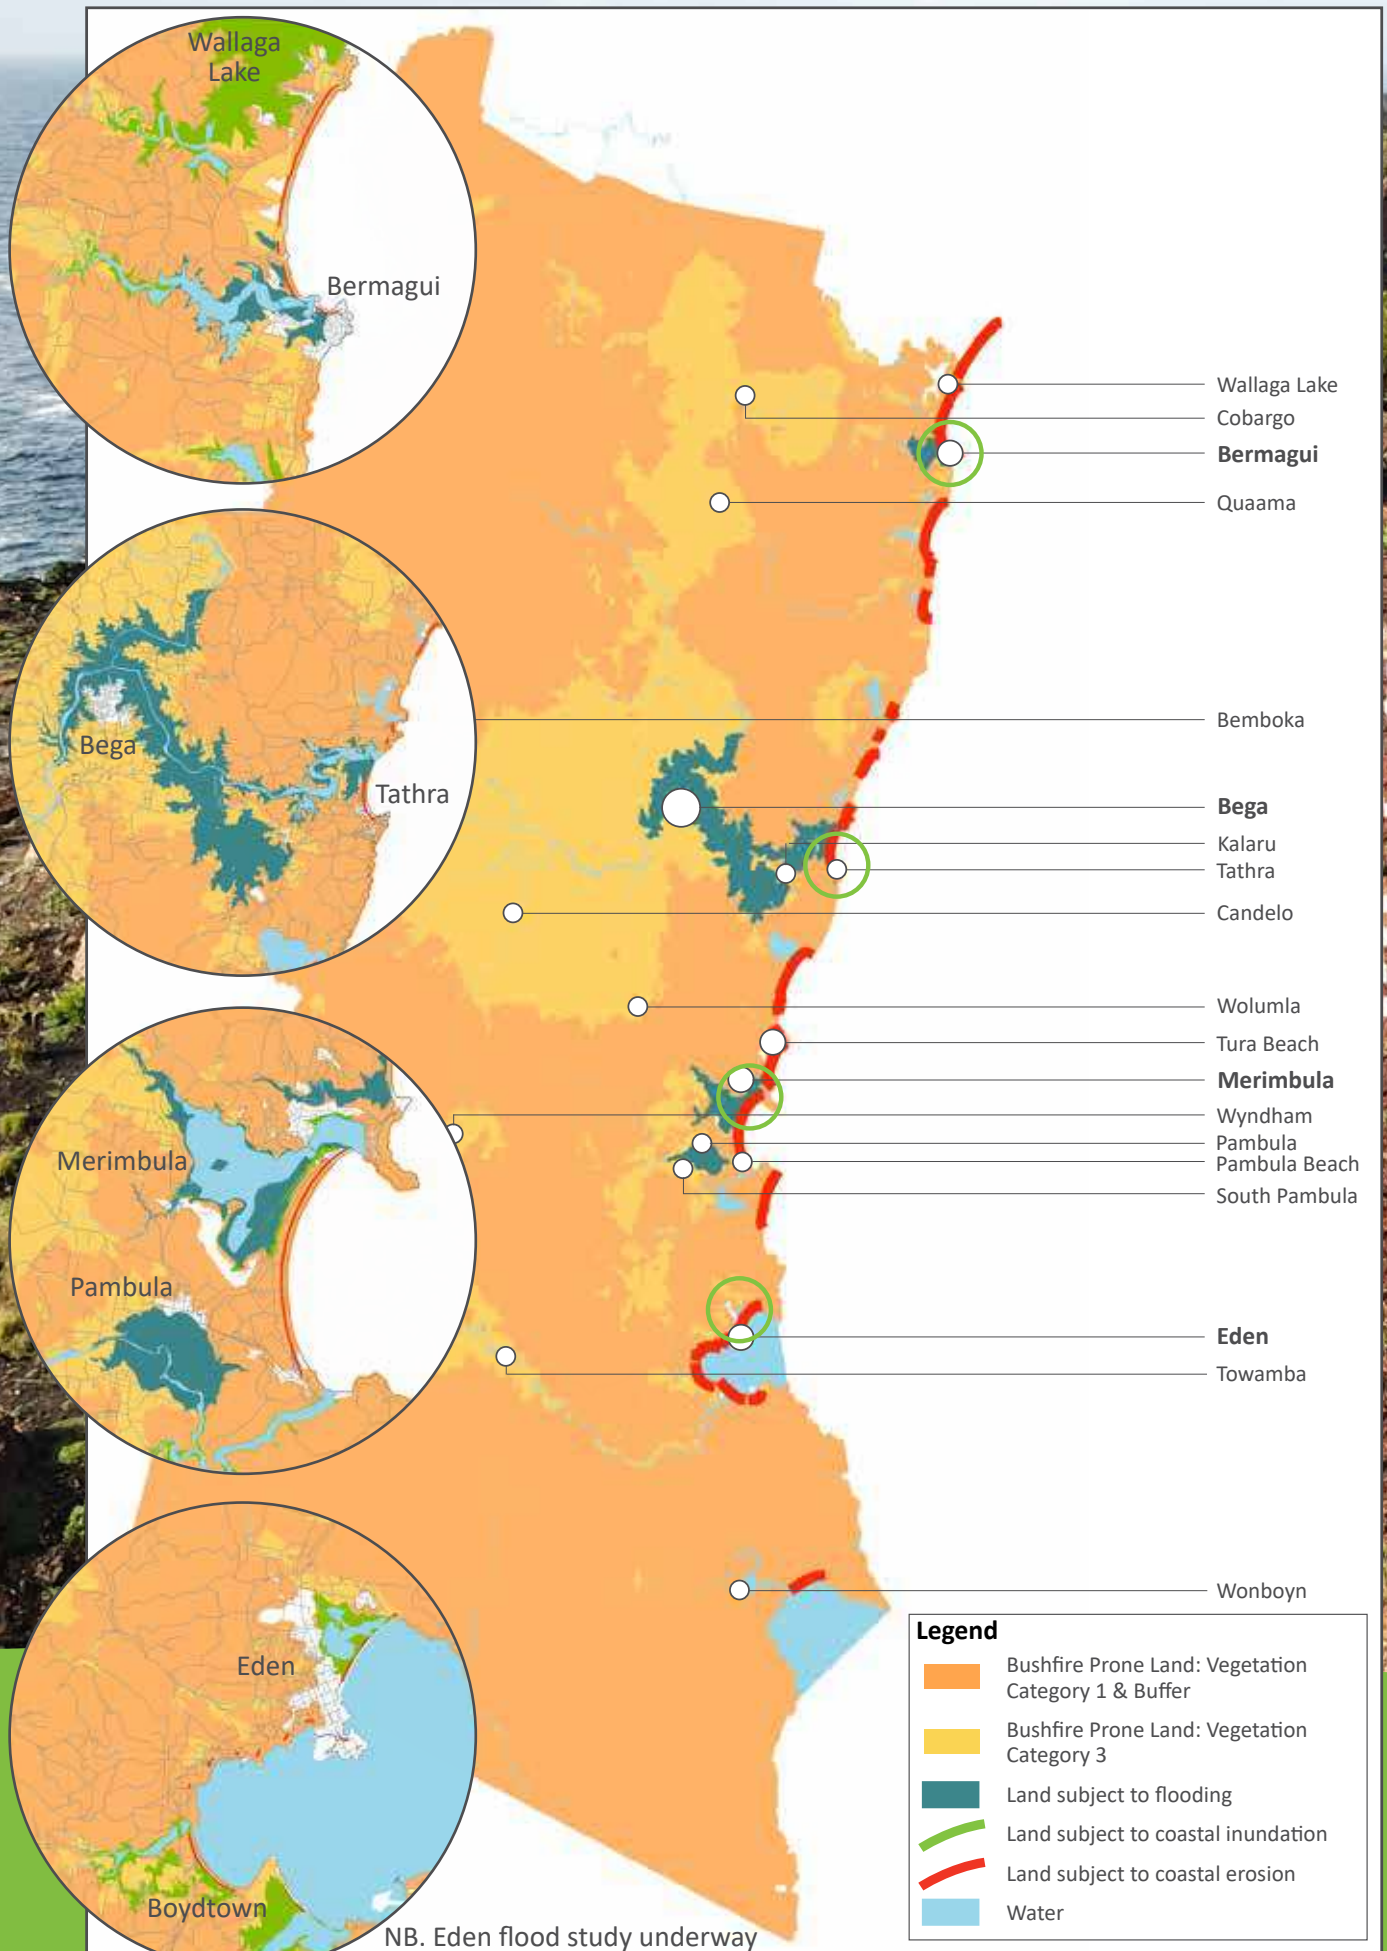 Wallaga
Lake
Bermagui
Bega
Tathra
Merimbula
Pambula
Eden
Boydtown
NB. Eden flood study underway
Wallaga Lake
Cobargo
Bermagui
Quaama
Bemboka
Bega
Kalaru
Tathra
Candelo
Wolumla
Tura Beach
Merimbula
Wyndham
Pambula
Pambula Beach
South Pambula
Eden
Towamba
Wonboyn
Legend
Bushfire Prone Land: Vegetation
Category 1 & Buffer
Bushfire Prone Land: Vegetation
Category 3
Land subject to flooding
Land subject to coastal inundation
Land subject to coastal erosion
Water